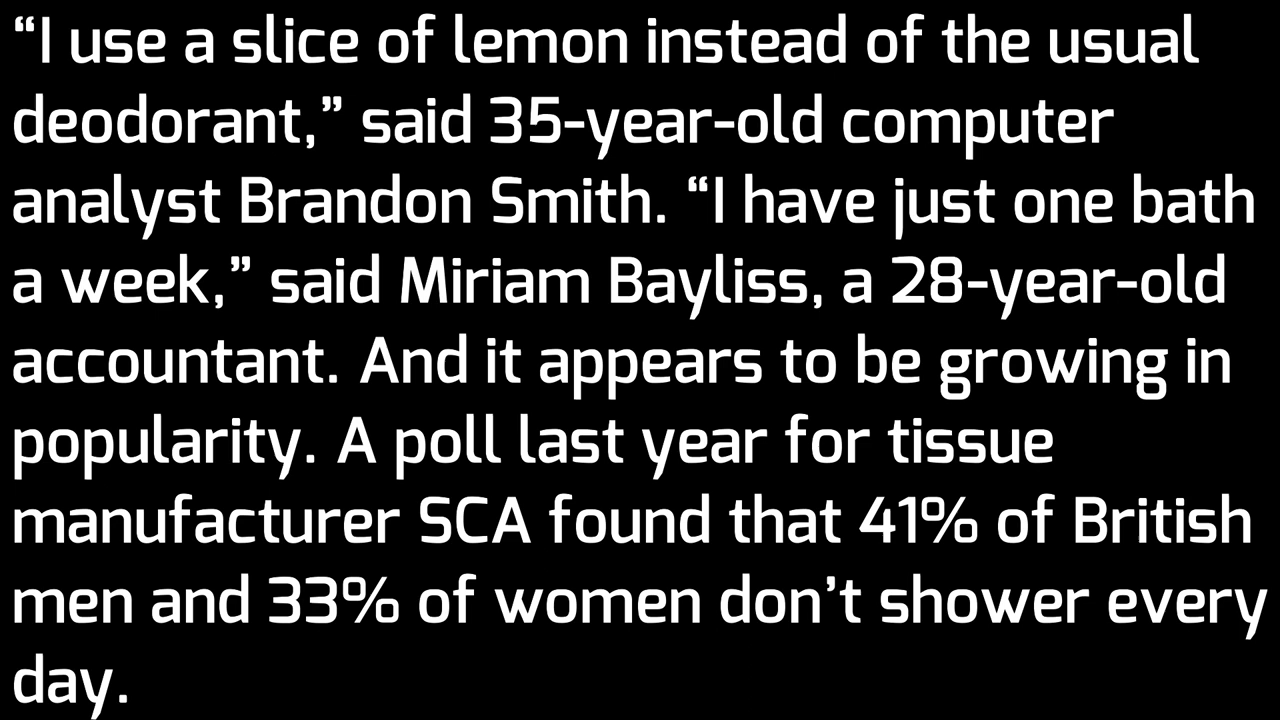 “I use a slice of lemon instead of the usual
deodorant,” said 35-year-old computer
analyst Brandon Smith. “I have just one bath
a week,” said Miriam Bayliss, a 28-year-old
accountant. And it appears to be growing in
popularity. A poll last year for tissue
manufacturer SCA found that 41% of British
men and 33% of women don’t shower every
day.